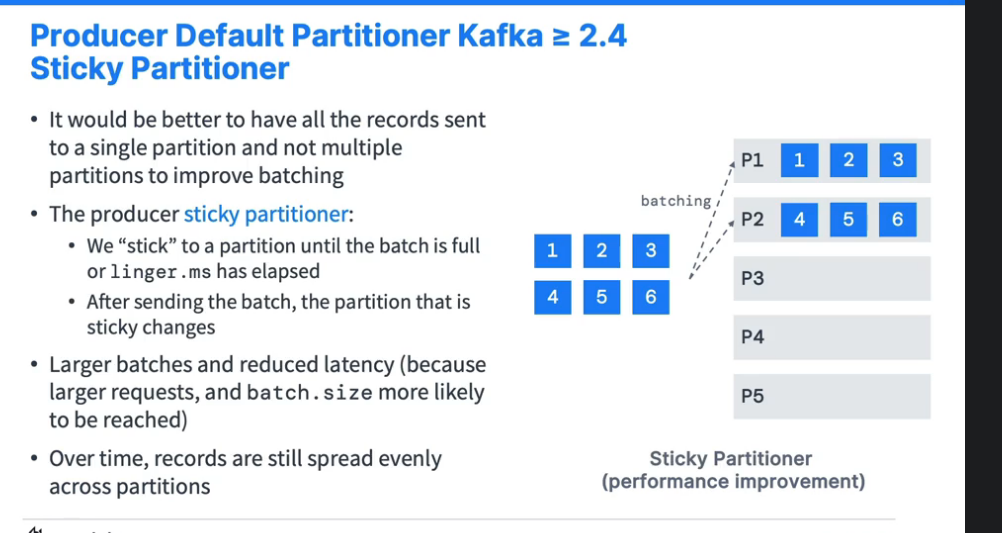 Producer Default Partitioner Kafka ≥ 2.4
Sticky Partitioner
• It would be better to have all the records sent
to a single partition and not multiple
partitions to improve batching
• The producer sticky partitioner:
• We “stick” to a partition until the batch is full
or linger.ms has elapsed
• After sending the batch, the partition that is
sticky changes
• Larger batches and reduced latency (because
larger requests, and batch.size more likely
to be reached)
• Over time, records are still spread evenly
across partitions
batching
1 2 3
4 5 6
P1 1 2 3
P2 4 5 6
P3
P4
P5
Sticky Partitioner
(performance improvement)